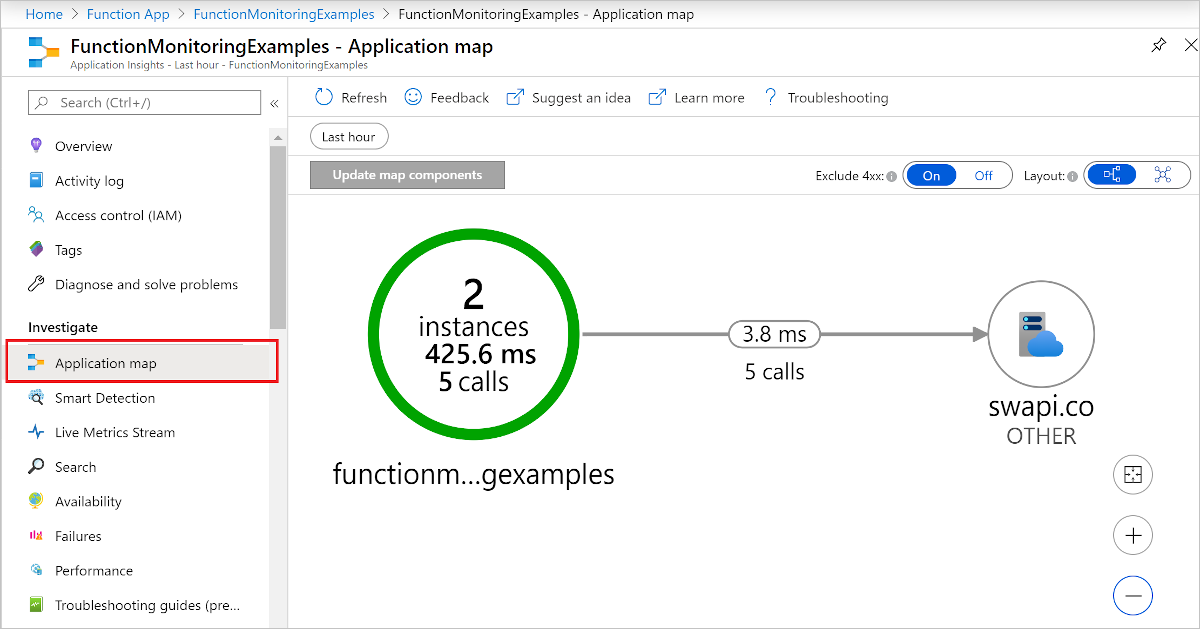 Home > Function App > FunctionMonitoringExamples > FunctionMonitoringExamples - Application map
FunctionMonitoringExamples - Application map
Application Insights - Last hour - FunctionMonitoringExamples
Search (Ctrl+/)
«
Overview
Activity log
Access control (IAM)
Tags
Diagnose and solve problems
Investigate
Application map
Smart Detection
Live Metrics Stream
Search
Availability
Failures
Performance
Troubleshooting guides (pre...
Refresh
Feedback
Suggest an idea
Learn more
? Troubleshooting
Last hour
Update map components
Exclude 4xx: On Off
Layout:
2
instances
425.6 ms
5 calls
functionm...gexamples
3.8 ms
5 calls
swapi.co
OTHER